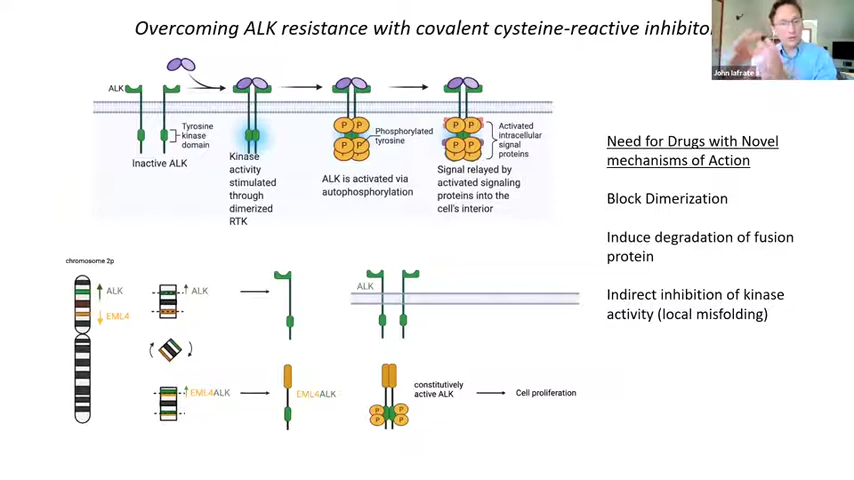 Overcoming ALK resistance with covalent cysteine-reactive
John Iafrate
ALK
Tyrosine
kinase
domain
Inactive ALK
Kinase
activity
stimulated
through
dimerized
RTK
P P
P P
Phosphorylated
tyrosine
ALK is activated via
autophosphorylation
P P
P P
Activated
intracellular
signal
proteins
Signal relayed by
activated signaling
proteins into the
cell's interior
Need for Drugs with Novel
mechanisms of Action
Block Dimerization
Induce degradation of fusion
protein
Indirect inhibition of kinase
activity (local misfolding)
chromosome 2p
ALK
EML4
ALK
ALK
EML4ALK
EML4ALK
P P
P P
constitutively
active ALK
Cell proliferation